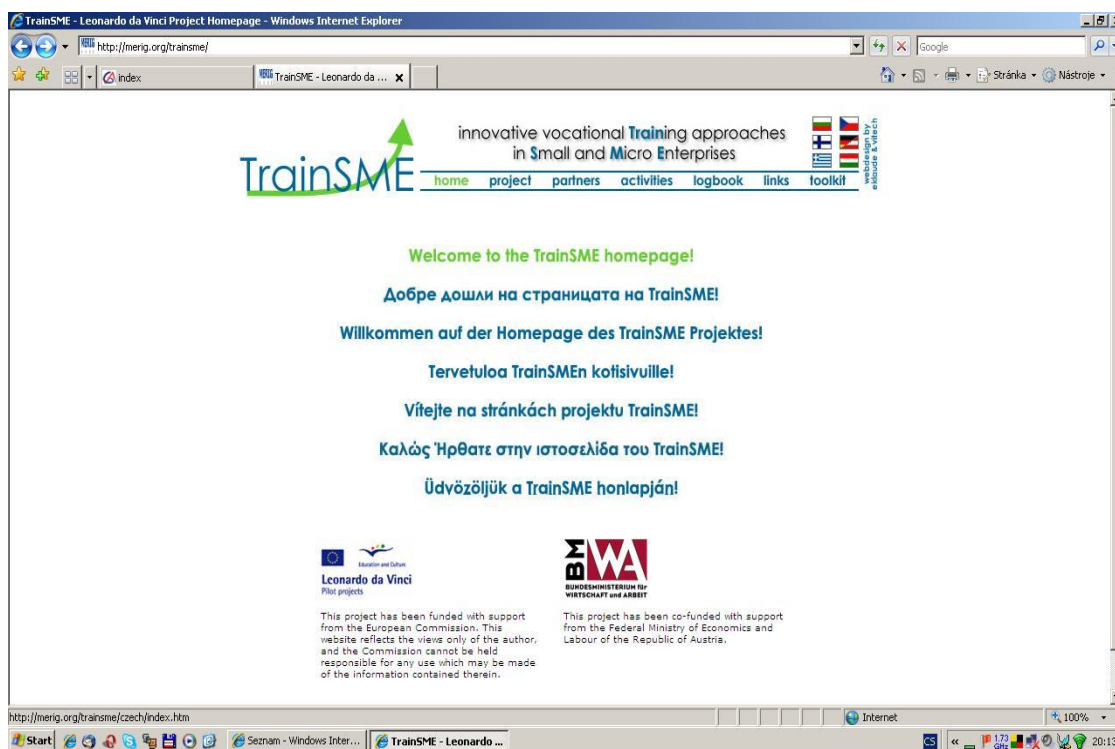 TrainSME - Leonardo da Vinci Project Homepage - Windows Internet Explorer
http://merig.org/trainsme/
Google
index
TrainSME - Leonardo da ...
Stránka
Nástroje
TrainSME
innovative vocational Training approaches
in Small and Micro Enterprises
webdesign by
eklaude & vitech
home project partners activities logbook links toolkit
Welcome to the TrainSME homepage!
Добре дошли на страницата на TrainSME!
Willkommen auf der Homepage des TrainSME Projektes!
Tervetuloa TrainSMEn kotisivuille!
Vítejte na stránkách projektu TrainSME!
Καλώς Ήρθατε στην ιστοσελίδα του TrainSME!
Üdvözöljük a TrainSME honlapján!
Education and Culture
Leonardo da Vinci
Pilot projects
This project has been funded with support
from the European Commission. This
website reflects the views only of the author,
and the Commission cannot be held
responsible for any use which may be made
of the information contained therein.
BM
WA
BUNDESMINISTERIUM für
WIRTSCHAFT und ARBEIT
This project has been co-funded with support
from the Federal Ministry of Economics and
Labour of the Republic of Austria.
http://merig.org/trainsme/czech/index.htm
Internet
100%
Start
Seznam - Windows Inter...
TrainSME - Leonardo ...
CS
1.73
GHz
20:13